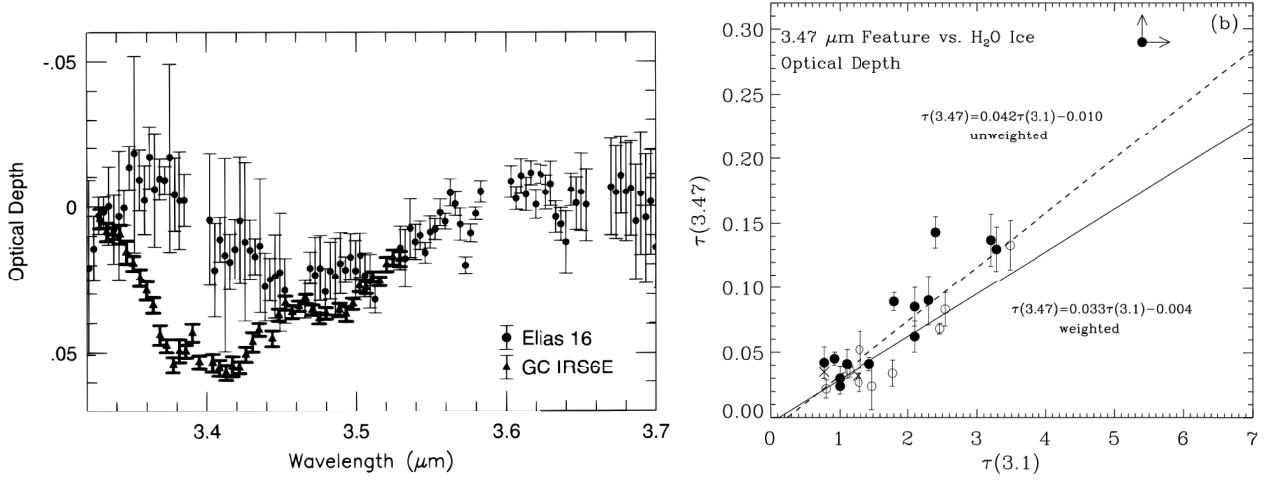 -.05
0
.05
Optical Depth
Elias 16
GC IRS6E
3.4
3.5
3.6
3.7
Wavelength (μm)
(b)
3.47 μm Feature vs. H₂O Ice
Optical Depth
τ(3.47)=0.042τ(3.1)−0.010
unweighted
τ(3.47)=0.033τ(3.1)−0.004
weighted
0.30
0.25
0.20
0.15
0.10
0.05
0.00
τ(3.47)
0
1
2
3
4
5
6
7
τ(3.1)